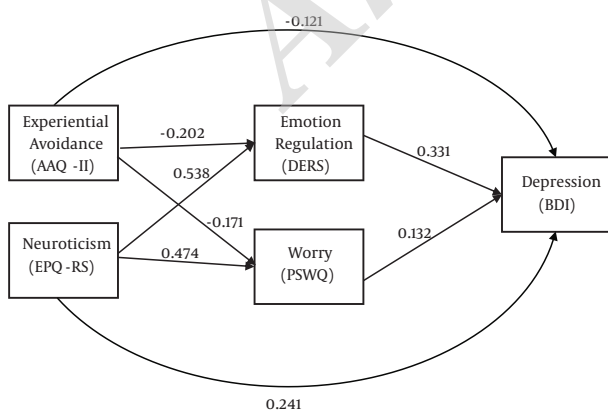 -0.121
Experiential
Avoidance
(AAQ -II)
-0.202
0.538
Emotion
Regulation
(DERS)
0.331
Depression
(BDI)
-0.171
Neuroticism
(EPQ -RS)
0.474
Worry
(PSWQ)
0.132
0.241